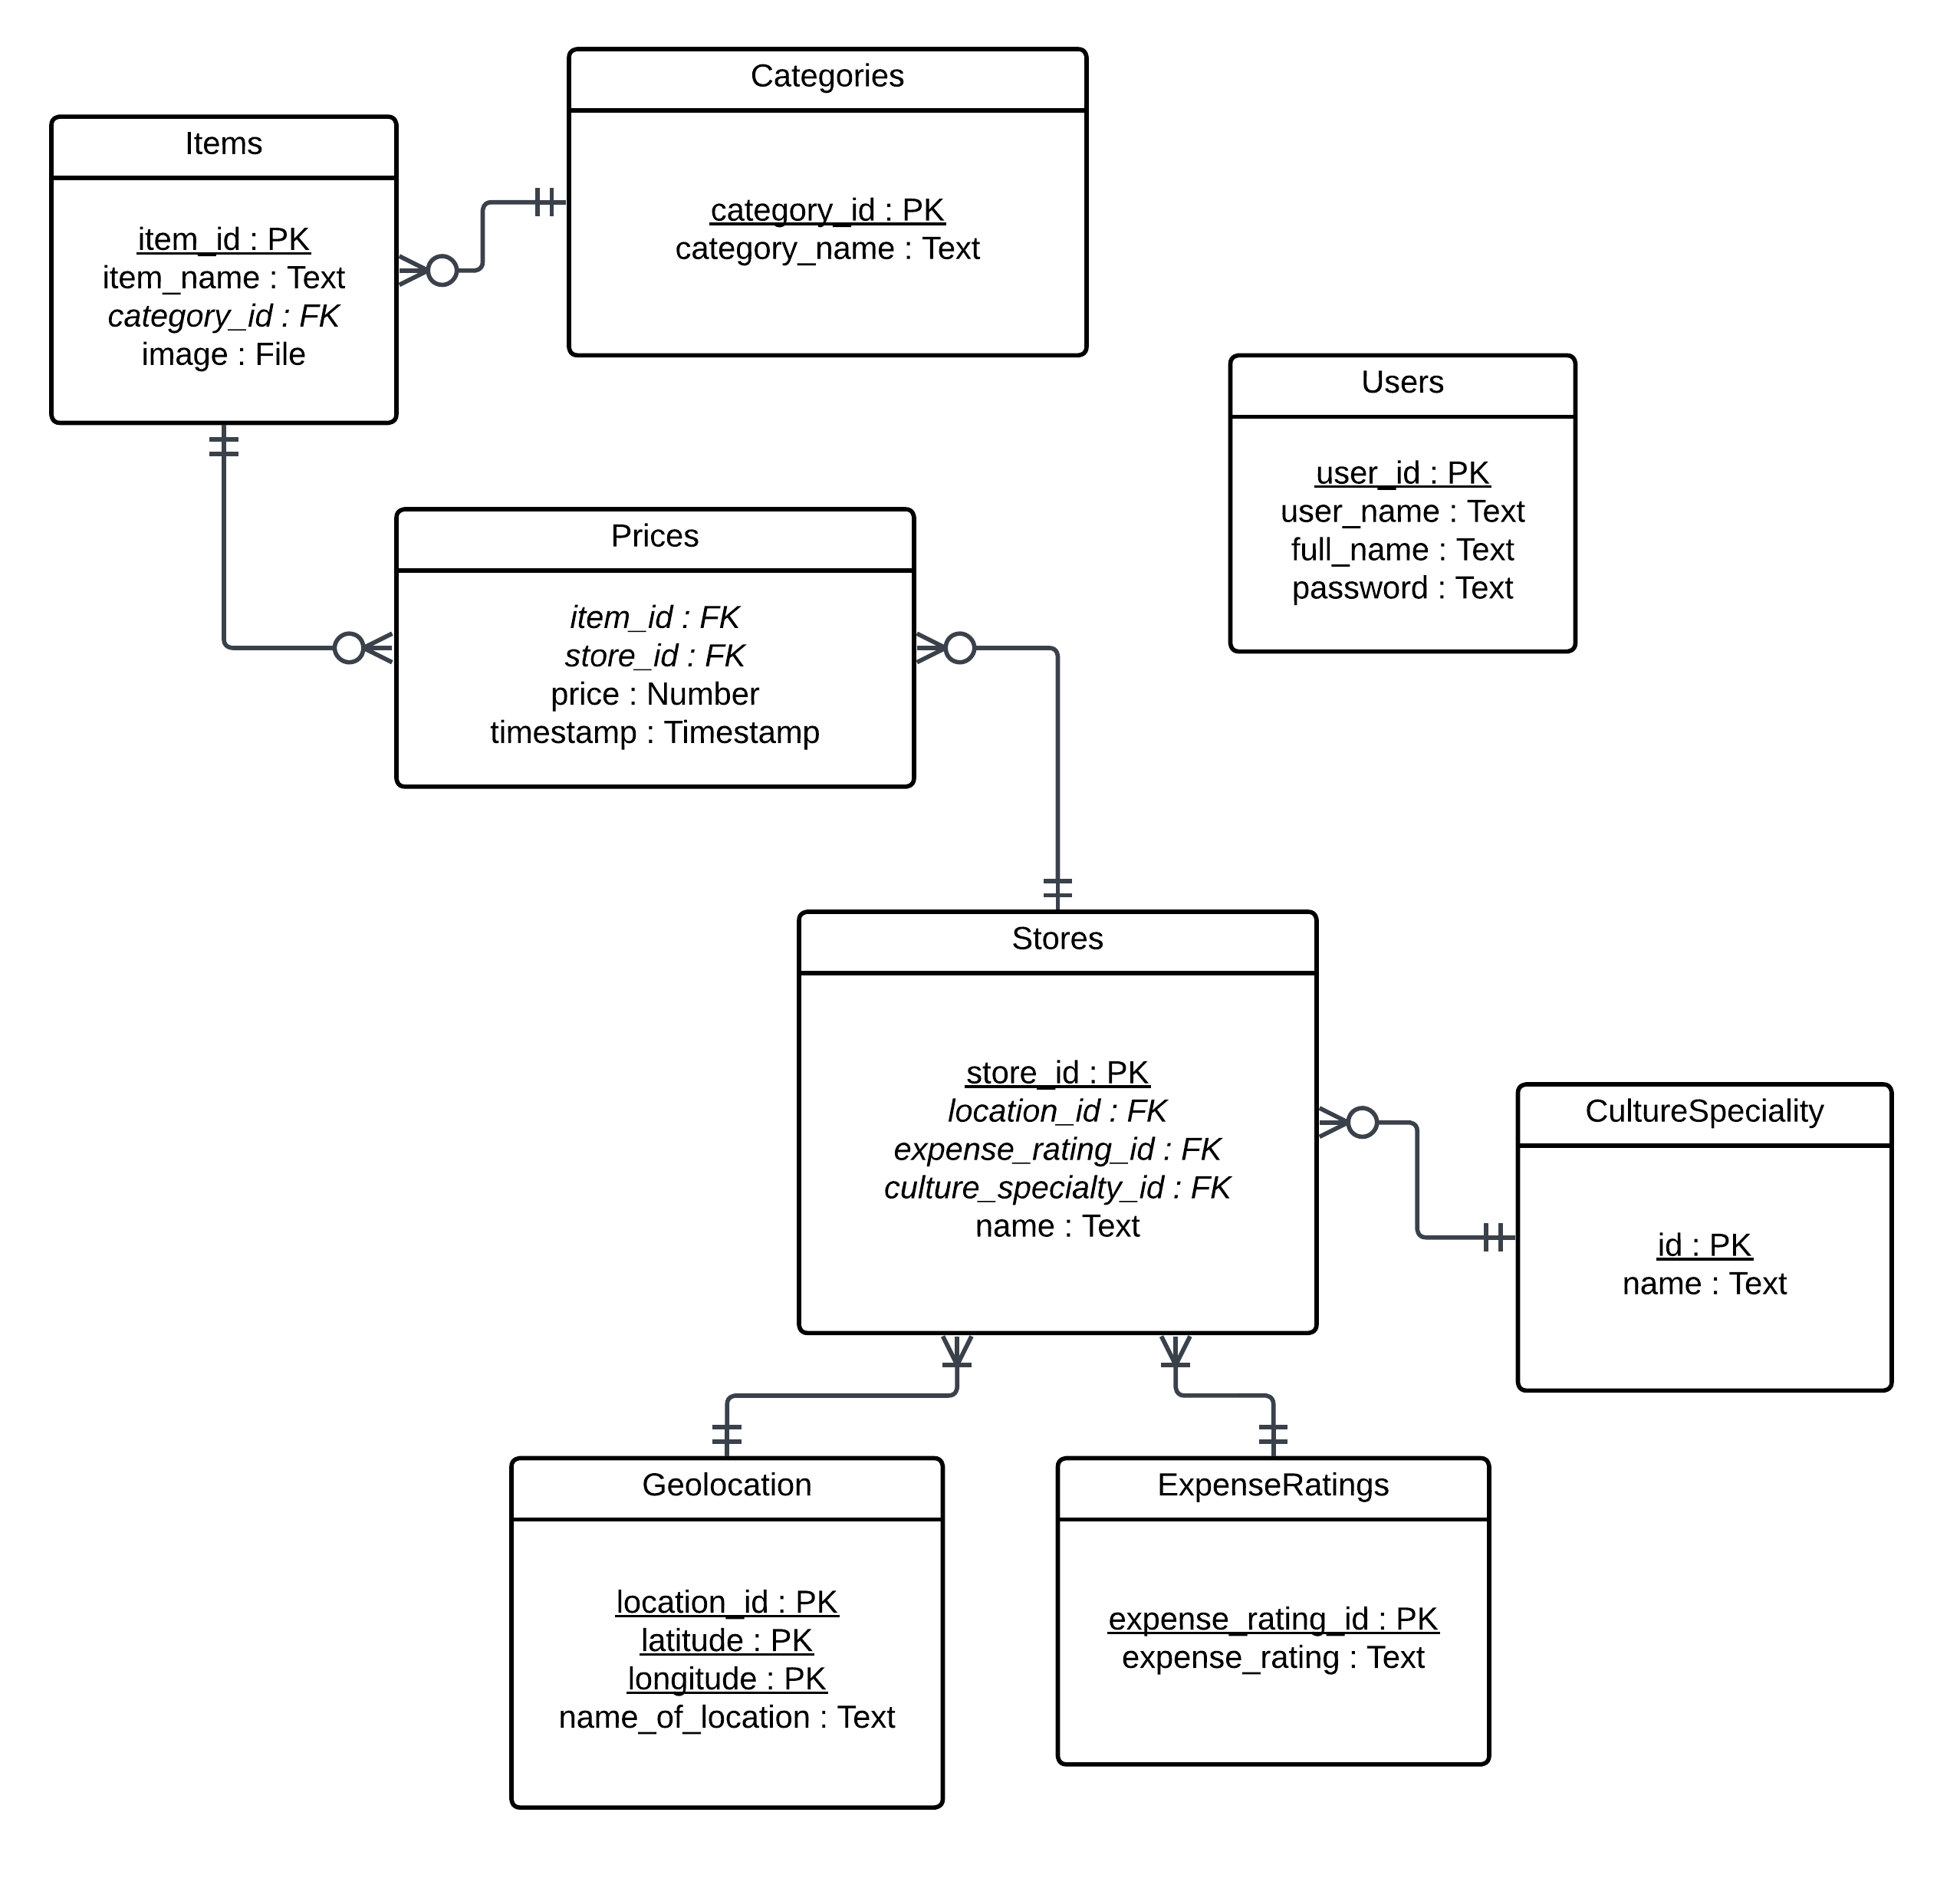 Categories
category_id : PK
category_name : Text
Items
item_id : PK
item_name : Text
category_id : FK
image : File
Users
user_id : PK
user_name : Text
full_name : Text
password : Text
Prices
item_id : FK
store_id : FK
price : Number
timestamp : Timestamp
Stores
store_id : PK
location_id : FK
expense_rating_id : FK
culture_specialty_id : FK
name : Text
CultureSpeciality
id : PK
name : Text
Geolocation
location_id : PK
latitude : PK
longitude : PK
name_of_location : Text
ExpenseRatings
expense_rating_id : PK
expense_rating : Text